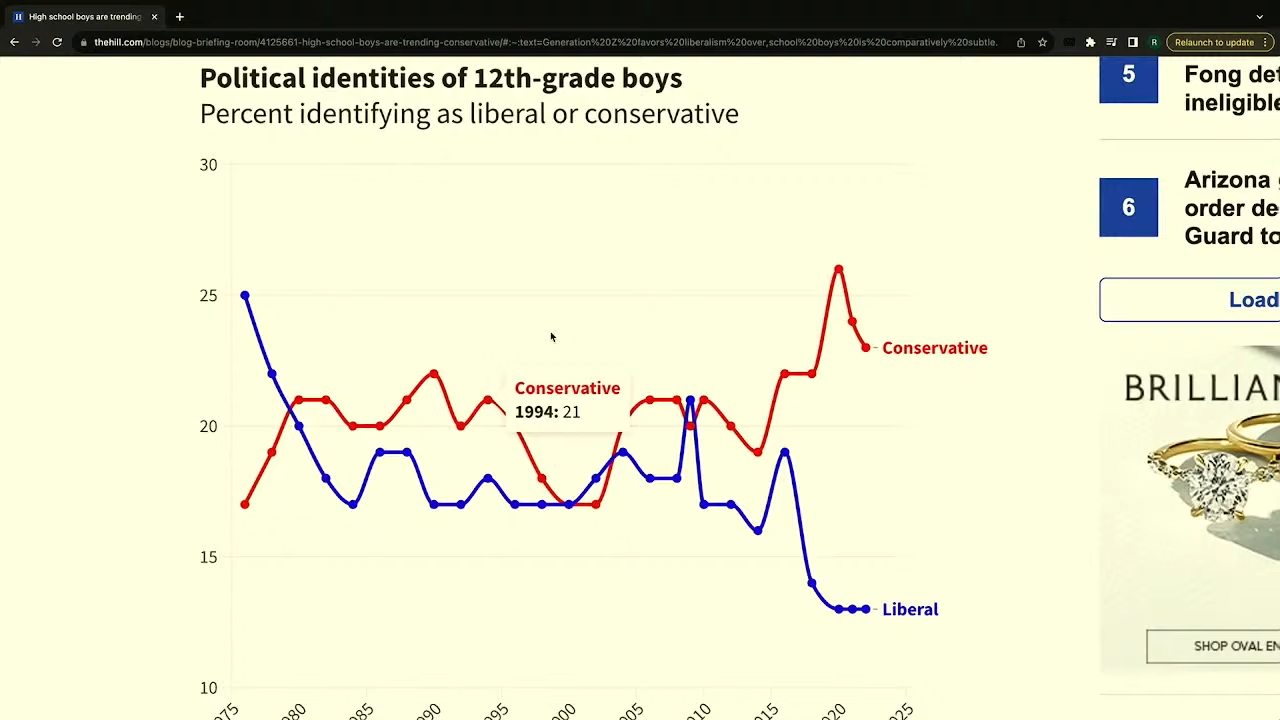 High school boys are trending
thehill.com/blogs/blog-briefing-room/4125661-high-school-boys-are-trending-conservative/#:~:text=Generation%20Z%20favors%20liberalism%20over,school%20boys%20is%20comparatively%20subtle.
R
Relaunch to update
Political identities of 12th-grade boys
Percent identifying as liberal or conservative
30
25
20
15
10
Conservative
1994: 21
Conservative
Liberal
5
Fong de
ineligible
6
Arizona
order de
Guard to
Load
BRILLIAN
SHOP OVAL EN